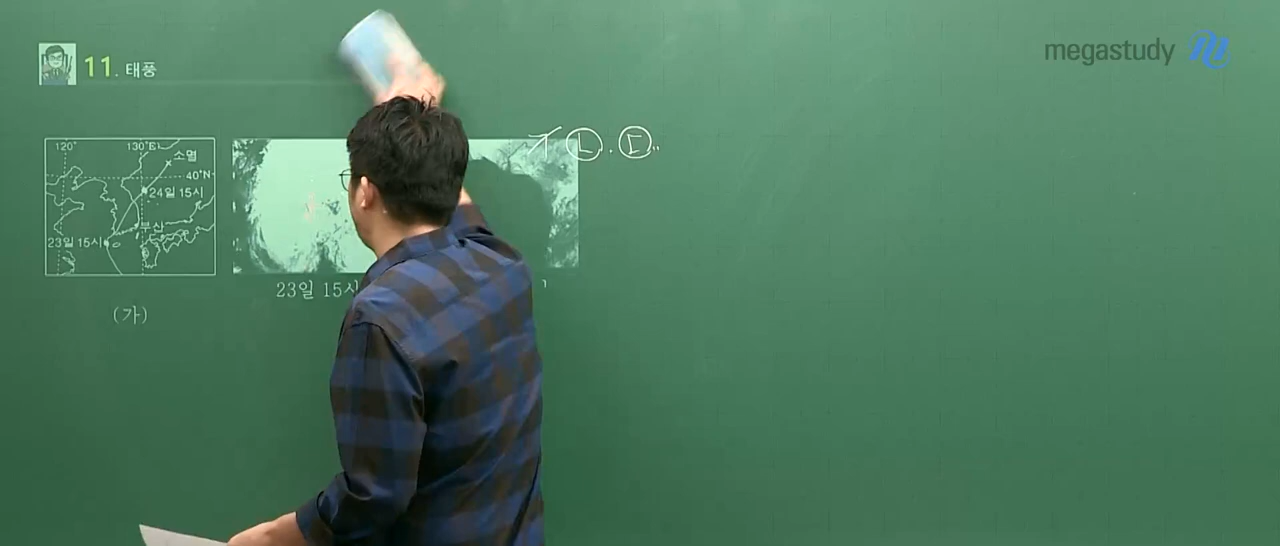 megastudy
11. 태풍
120° 130°E 소멸
40°N
24일 15시
부산
23일 15시
ㄴ. ㄷ
23일 15시
(가)